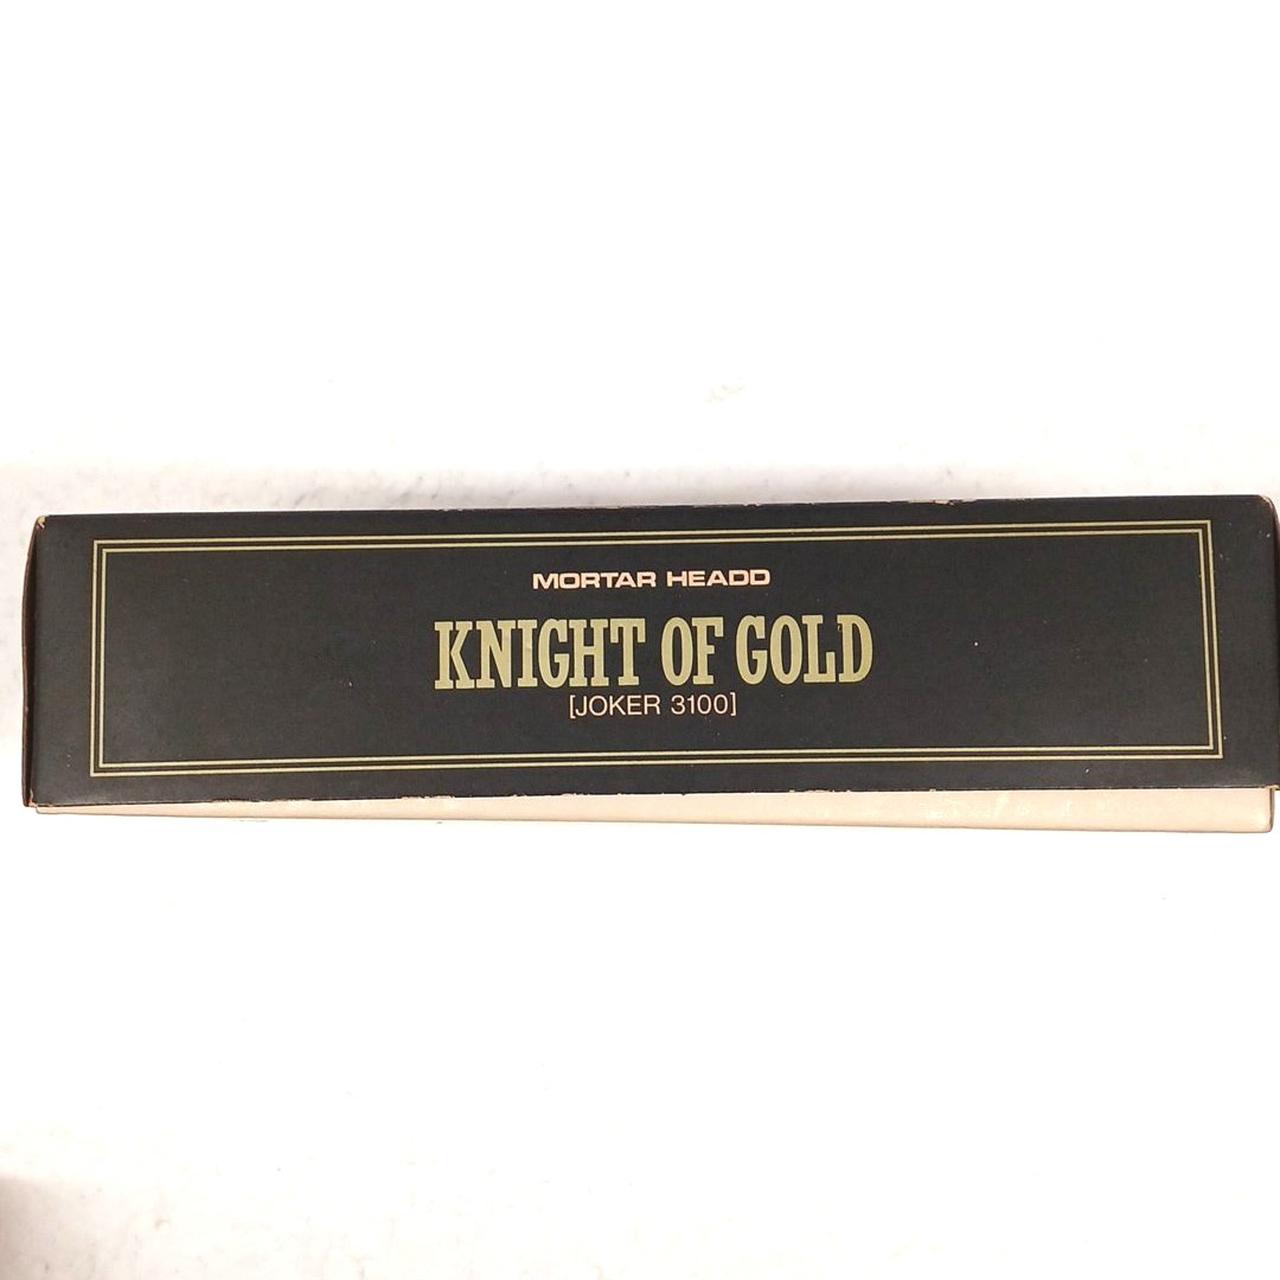 MORTAR HEADD
KNIGHT OF GOLD
[JOKER 3100]